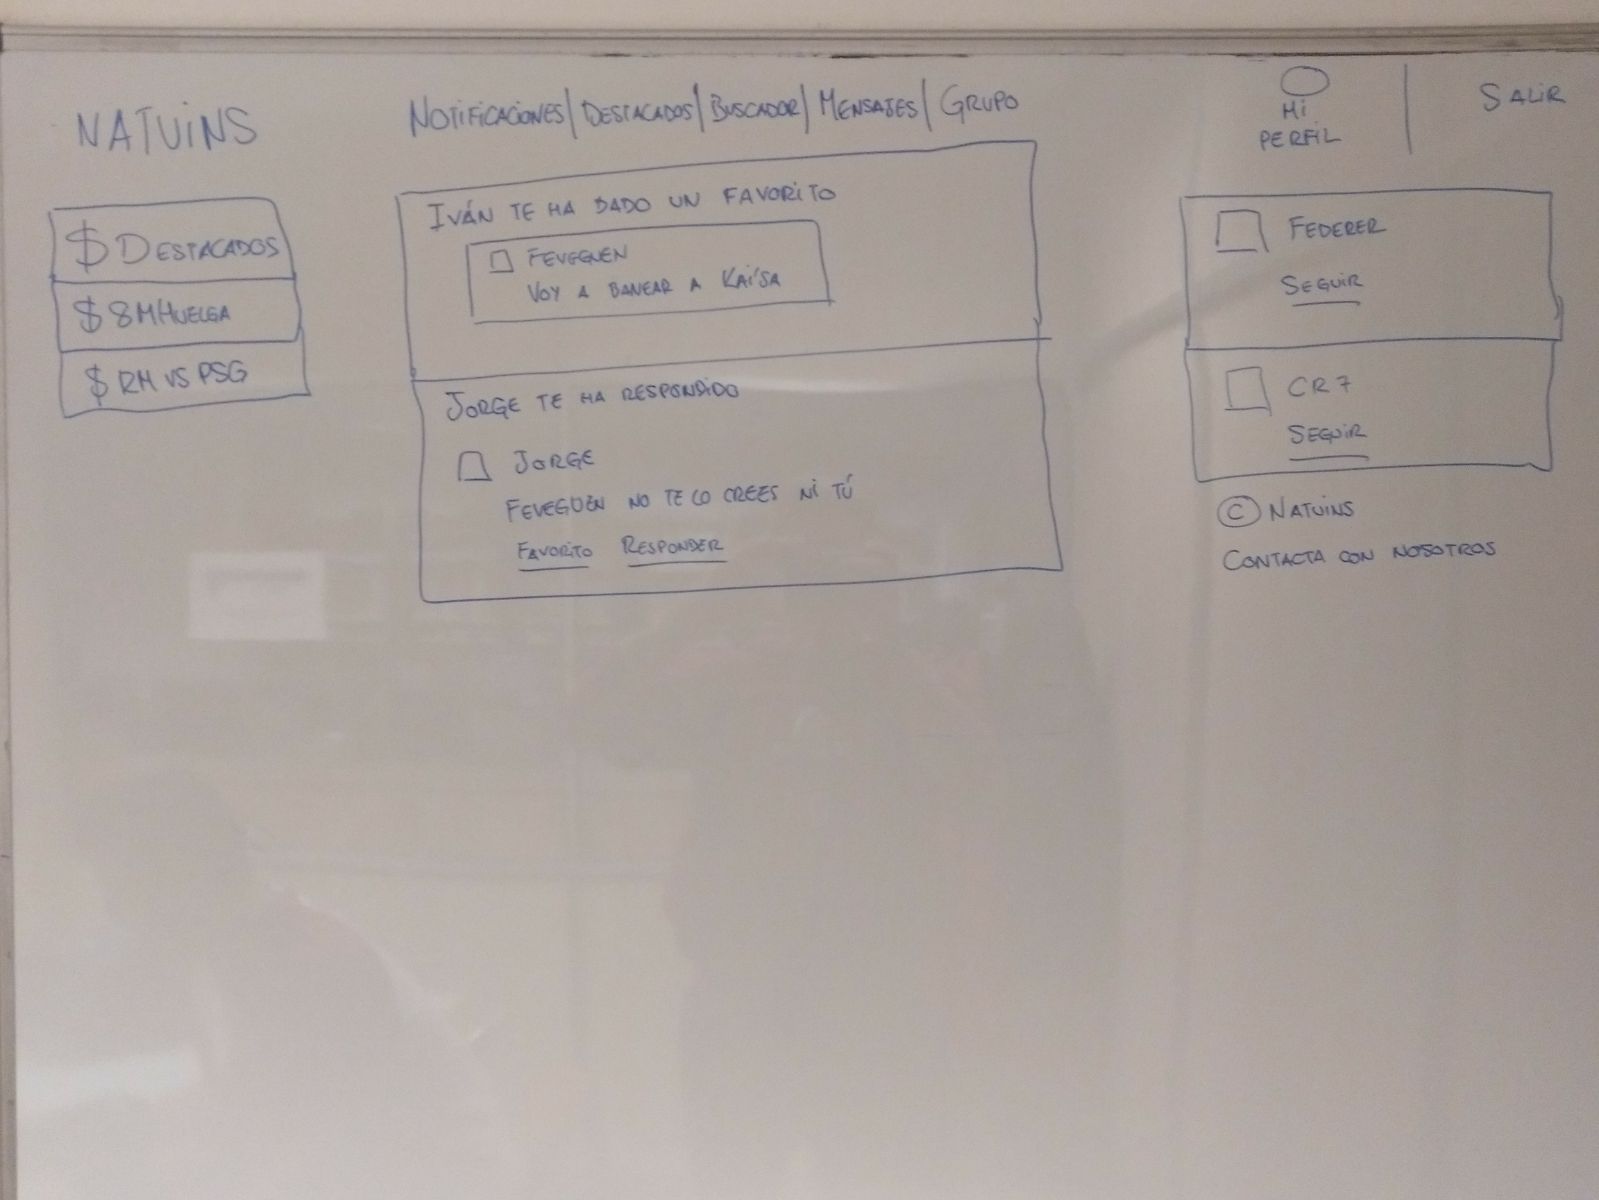 NATUINS
NOTIFICACIONES | DESTACADOS | BUSCADOR | MENSAJES | GRUPO
MI
PERFIL
SALIR
$ DESTACADOS
$ 8MHUELGA
$ RM VS PSG
IVÁN TE HA DADO UN FAVORITO
FEVEGUEN
VOY A BANEAR A KAI'SA
JORGE TE HA RESPONDIDO
JORGE
FEVEGUEN NO TE LO CREES NI TÚ
FAVORITO RESPONDER
FEDERER
SEGUIR
CR7
SEGUIR
© NATUINS
CONTACTA CON NOSOTROS